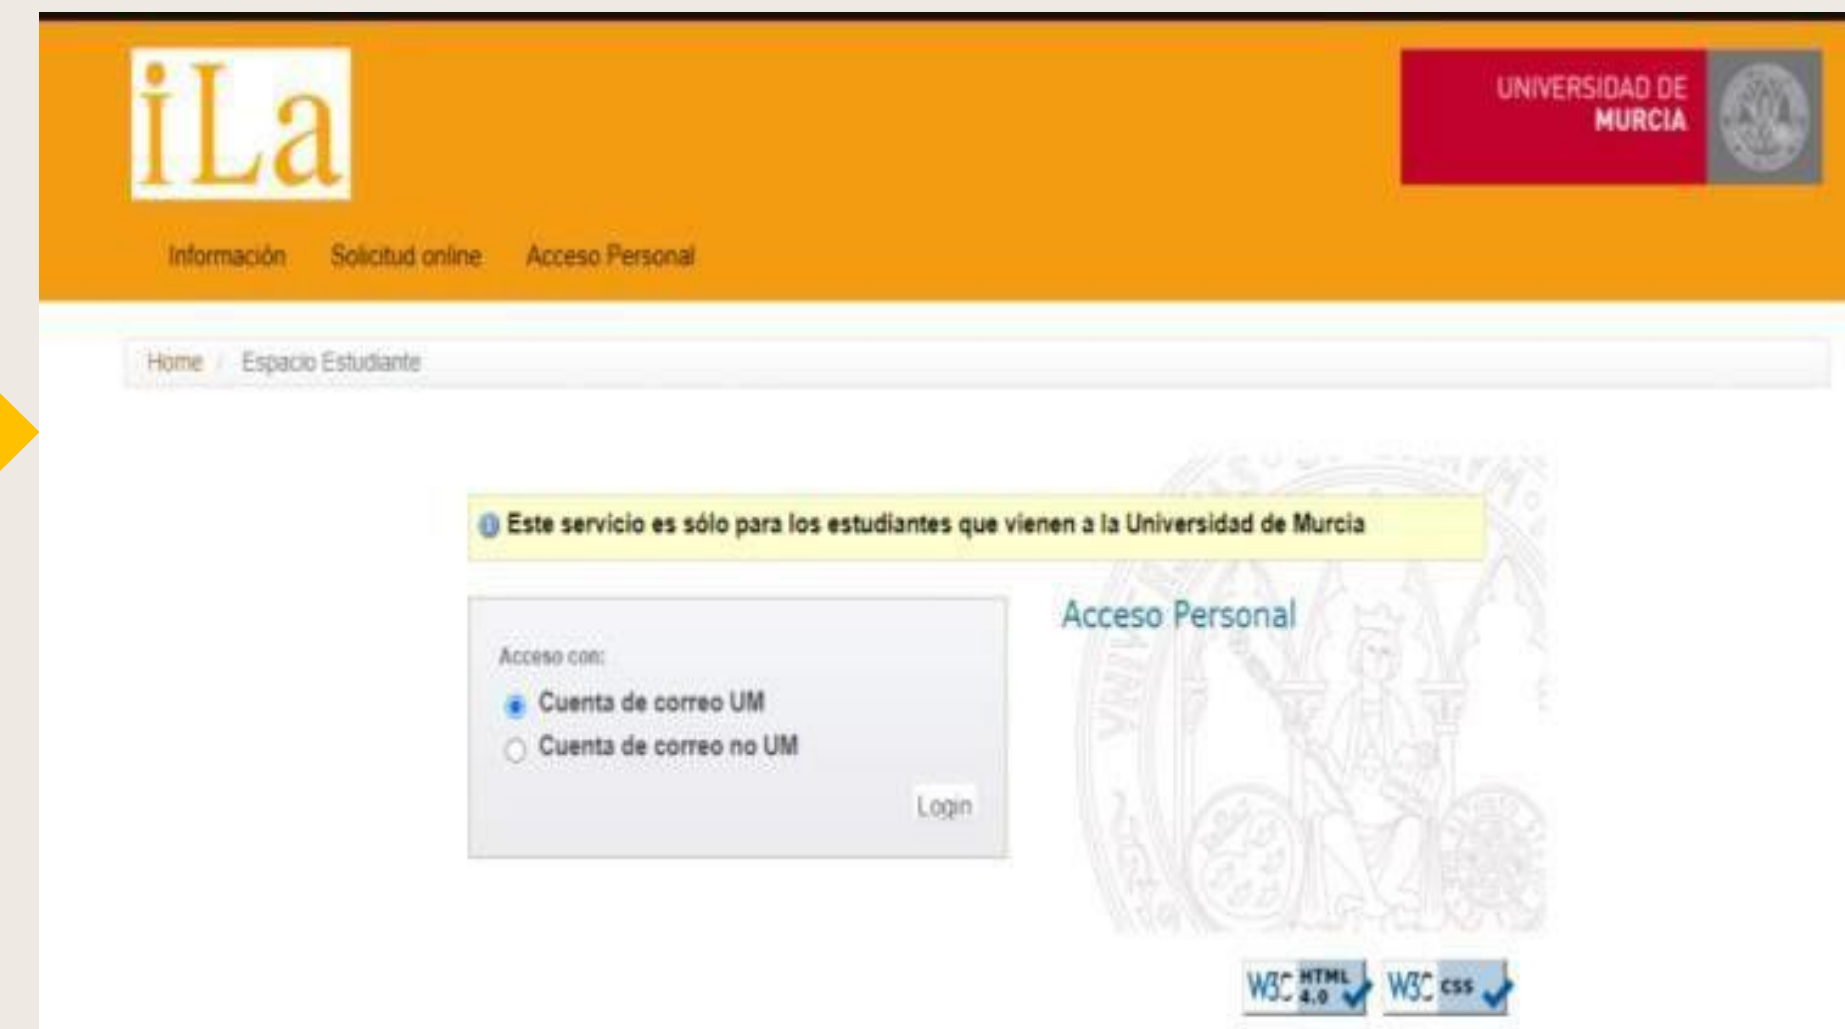 iLa
UNIVERSIDAD DE
MURCIA
Información Solicitud online Acceso Personal
Home / Espacio Estudiante
Este servicio es sólo para los estudiantes que vienen a la Universidad de Murcia
Acceso Personal
Acceso con:
Cuenta de correo UM
Cuenta de correo no UM
Login
W3C HTML 4.0
W3C css